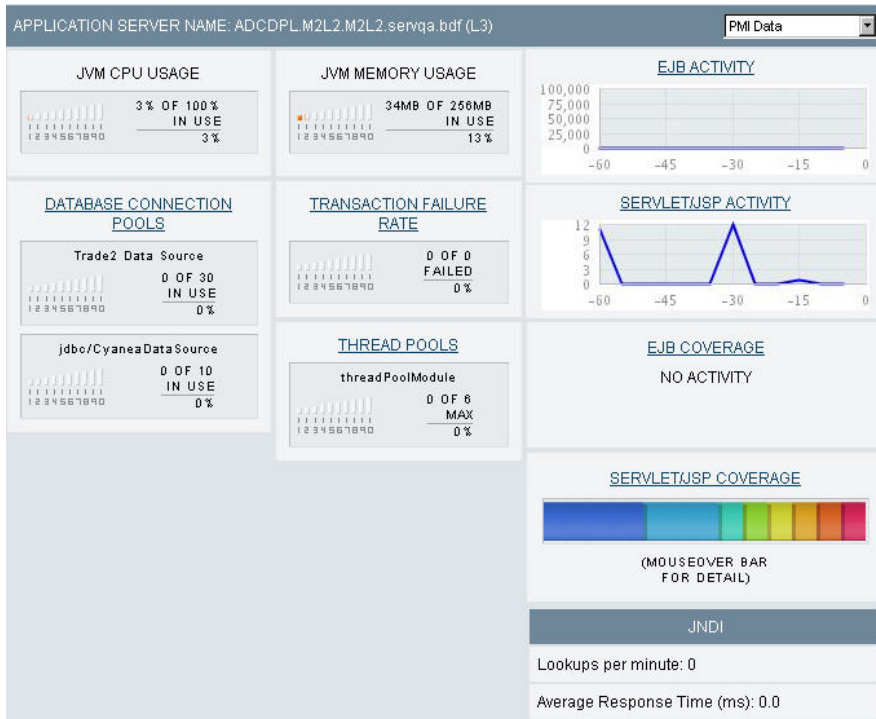 APPLICATION SERVER NAME: ADCDPL.M2L2.M2L2.servqa.bdf (L3)
PMI Data
JVM CPU USAGE
3% OF 100%
IN USE
3%
1234567890
JVM MEMORY USAGE
34MB OF 256MB
IN USE
13%
1234567890
EJB ACTIVITY
100,000
75,000
50,000
25,000
0
-60 -45 -30 -15 0
DATABASE CONNECTION
POOLS
Trade2 Data Source
0 OF 30
IN USE
0%
1234567890
jdbc/CyaneaDataSource
0 OF 10
IN USE
0%
1234567890
TRANSACTION FAILURE
RATE
0 OF 0
FAILED
0%
1234567890
THREAD POOLS
threadPoolModule
0 OF 6
MAX
0%
1234567890
SERVLET/JSP ACTIVITY
12
9
6
3
0
-60 -45 -30 -15 0
EJB COVERAGE
NO ACTIVITY
SERVLET/JSP COVERAGE
(MOUSEOVER BAR
FOR DETAIL)
JNDI
Lookups per minute: 0
Average Response Time (ms): 0.0